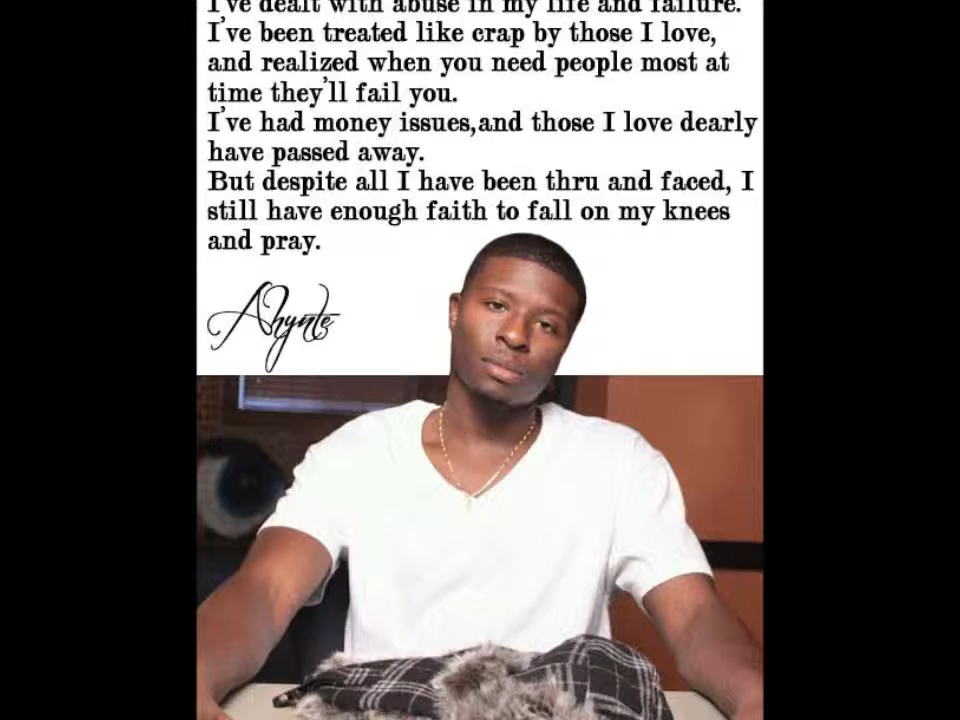 I've dealt with abuse in my life and failure.
I've been treated like crap by those I love,
and realized when you need people most at
time they'll fail you.
I've had money issues,and those I love dearly
have passed away.
But despite all I have been thru and faced, I
still have enough faith to fall on my knees
and pray.
Ahynte